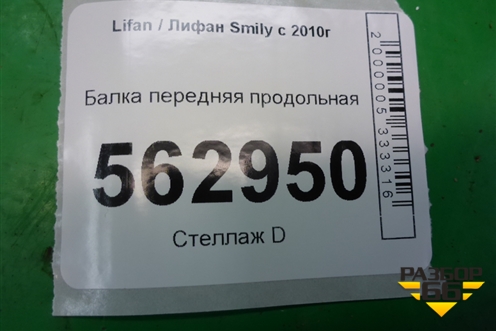 Lifan / Лифан Smily с 2010г
Балка передняя продольная
562950
Стеллаж D
2000005333316
РАЗБОР
66